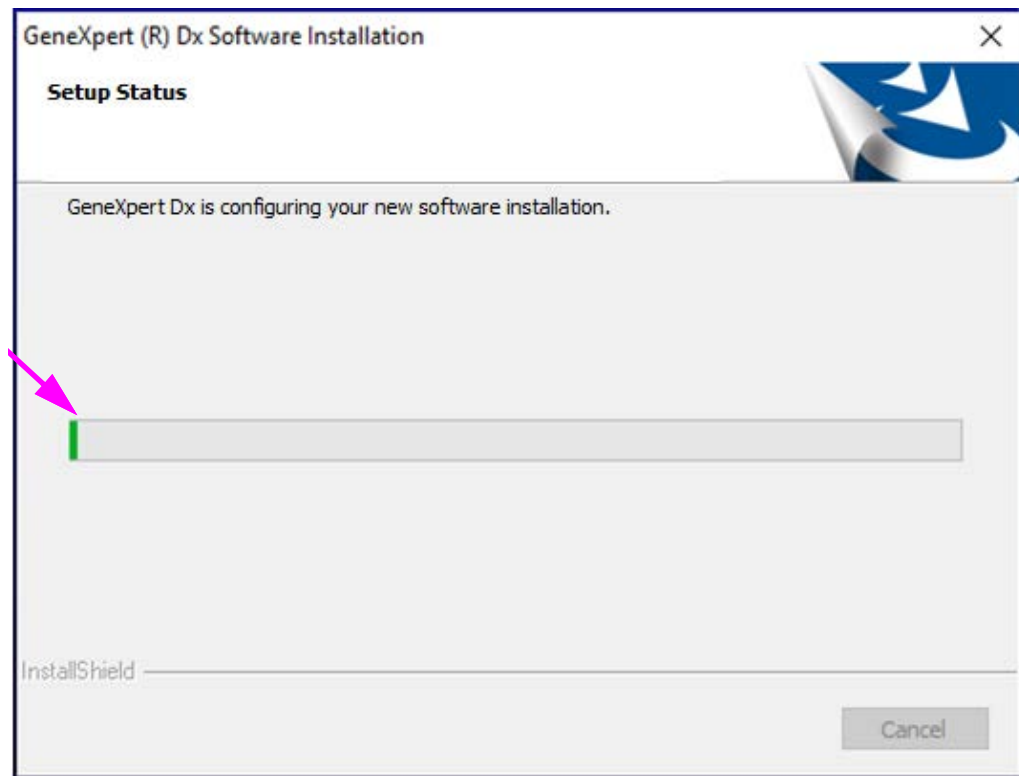 GeneXpert (R) Dx Software Installation
Setup Status
GeneXpert Dx is configuring your new software installation.
InstallShield
Cancel